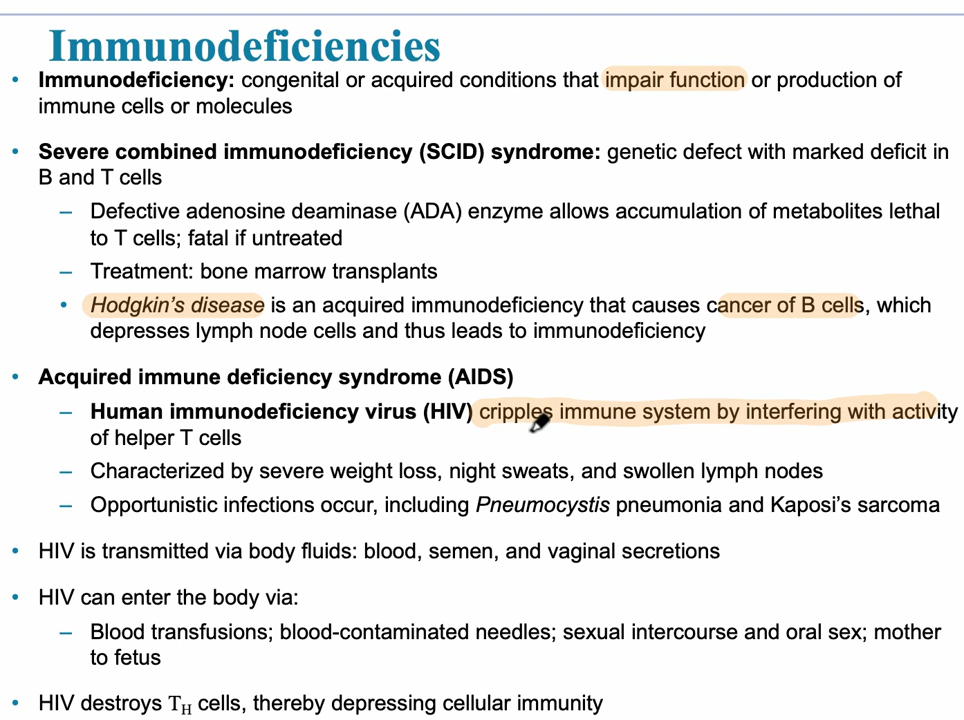 Immunodeficiencies
• Immunodeficiency: congenital or acquired conditions that impair function or production of
immune cells or molecules
• Severe combined immunodeficiency (SCID) syndrome: genetic defect with marked deficit in
B and T cells
– Defective adenosine deaminase (ADA) enzyme allows accumulation of metabolites lethal
to T cells; fatal if untreated
– Treatment: bone marrow transplants
• Hodgkin's disease is an acquired immunodeficiency that causes cancer of B cells, which
depresses lymph node cells and thus leads to immunodeficiency
• Acquired immune deficiency syndrome (AIDS)
– Human immunodeficiency virus (HIV) cripples immune system by interfering with activity
of helper T cells
– Characterized by severe weight loss, night sweats, and swollen lymph nodes
– Opportunistic infections occur, including Pneumocystis pneumonia and Kaposi's sarcoma
• HIV is transmitted via body fluids: blood, semen, and vaginal secretions
• HIV can enter the body via:
– Blood transfusions; blood-contaminated needles; sexual intercourse and oral sex; mother
to fetus
• HIV destroys TH cells, thereby depressing cellular immunity